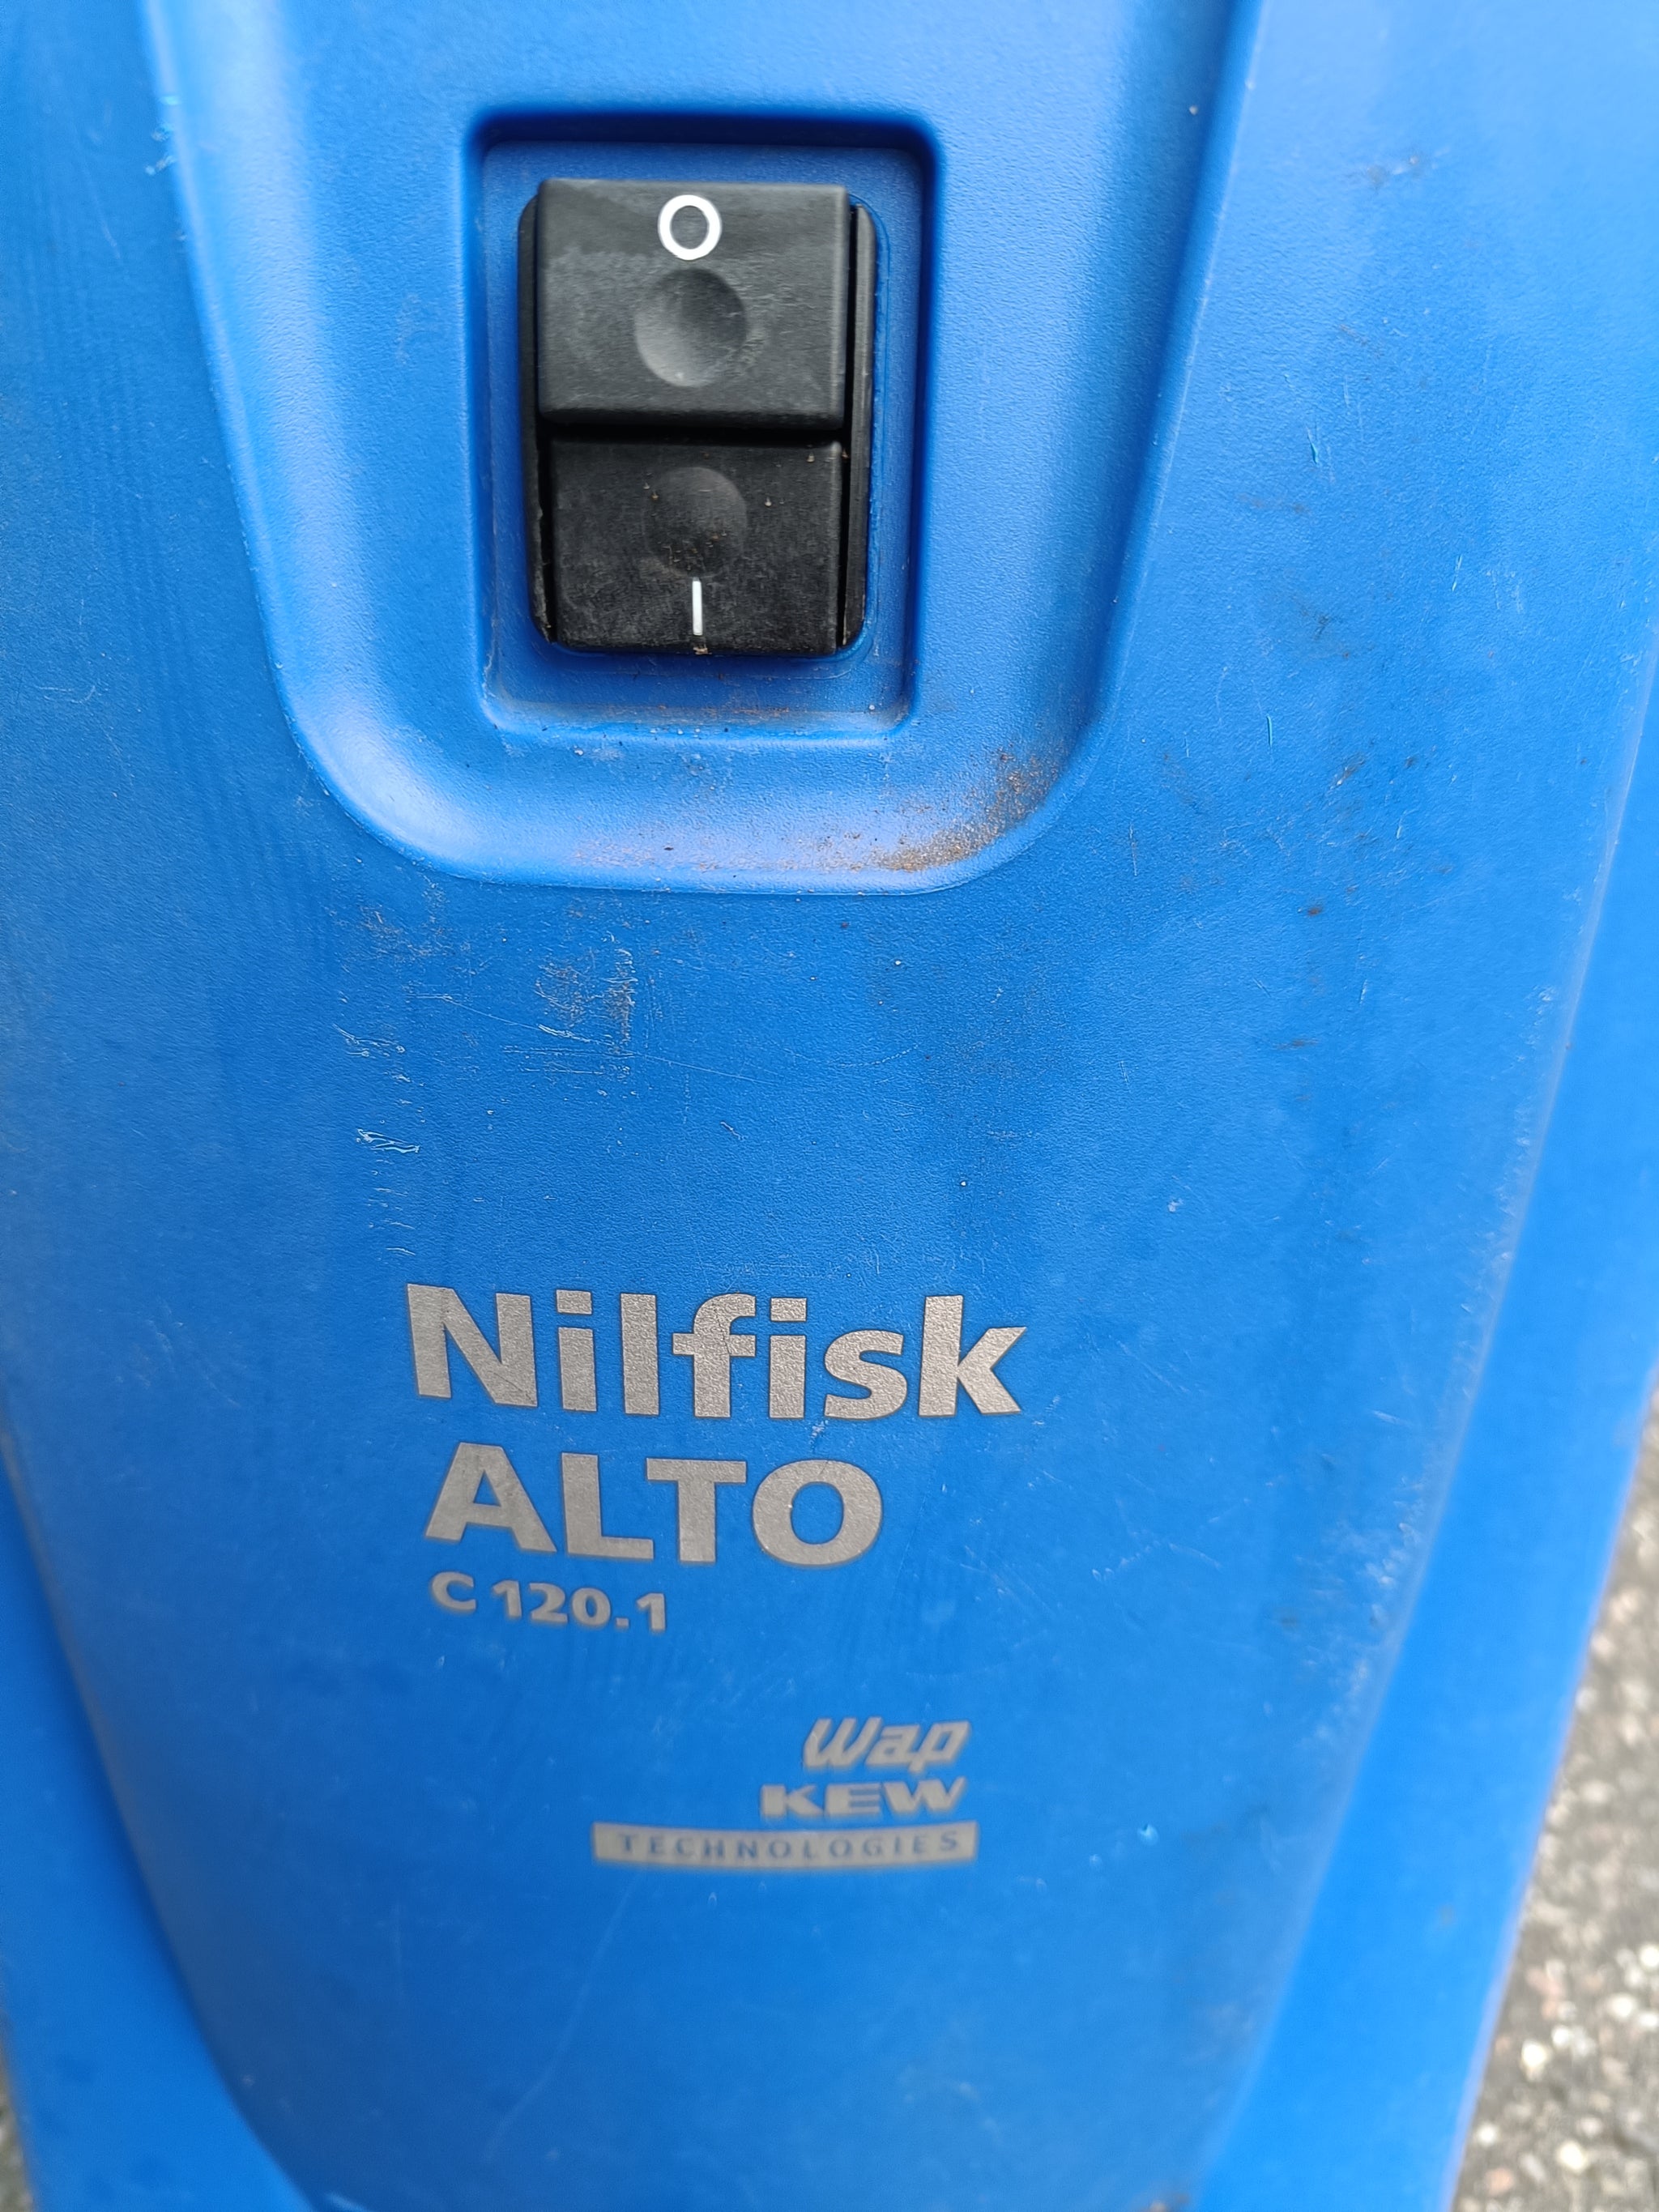 O
I
Nilfisk
ALTO
C 120.1
Wap
KEW
TECHNOLOGIES